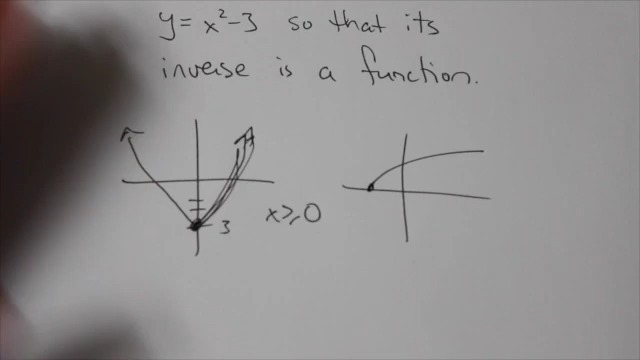 y = x² - 3 so that its
inverse is a function.
-3
x ≥ 0